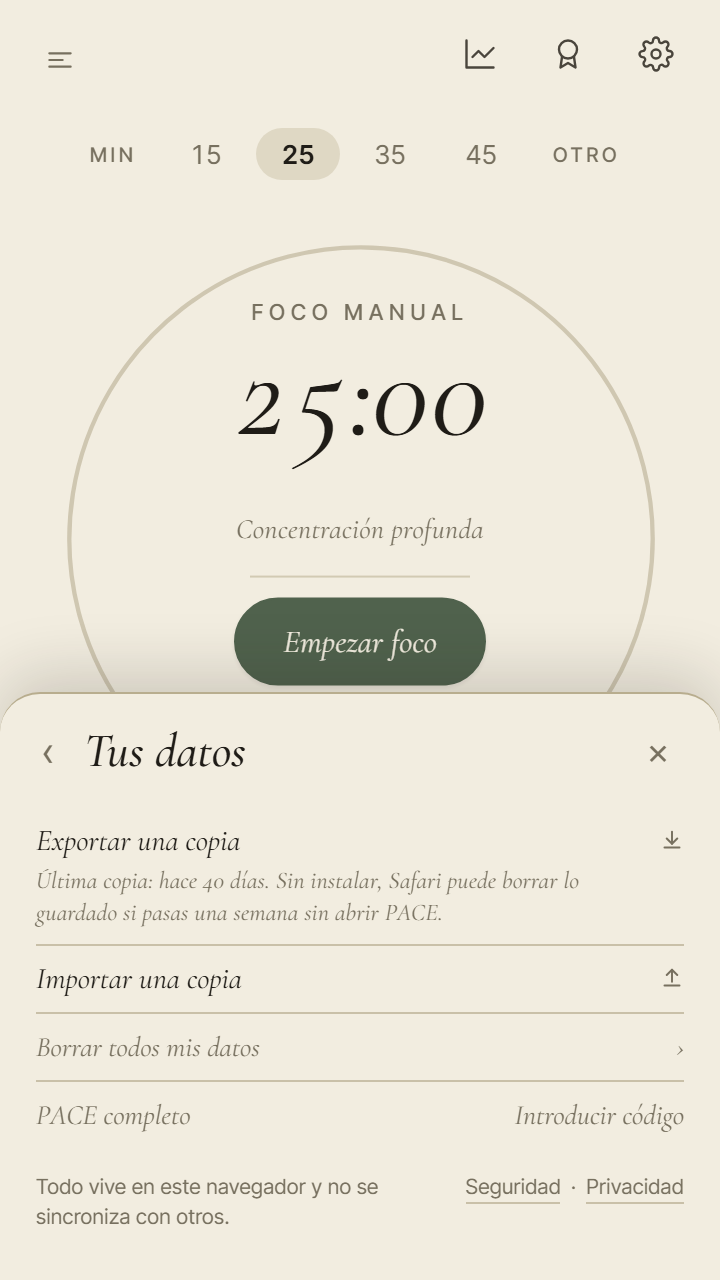 MIN 15 25 35 45 OTRO
FOCO MANUAL
25:00
Concentración profunda
Empezar foco
Tus datos
Exportar una copia
Última copia: hace 40 días. Sin instalar, Safari puede borrar lo
guardado si pasas una semana sin abrir PACE.
Importar una copia
Borrar todos mis datos
PACE completo Introducir código
Todo vive en este navegador y no se
sincroniza con otros.
Seguridad · Privacidad